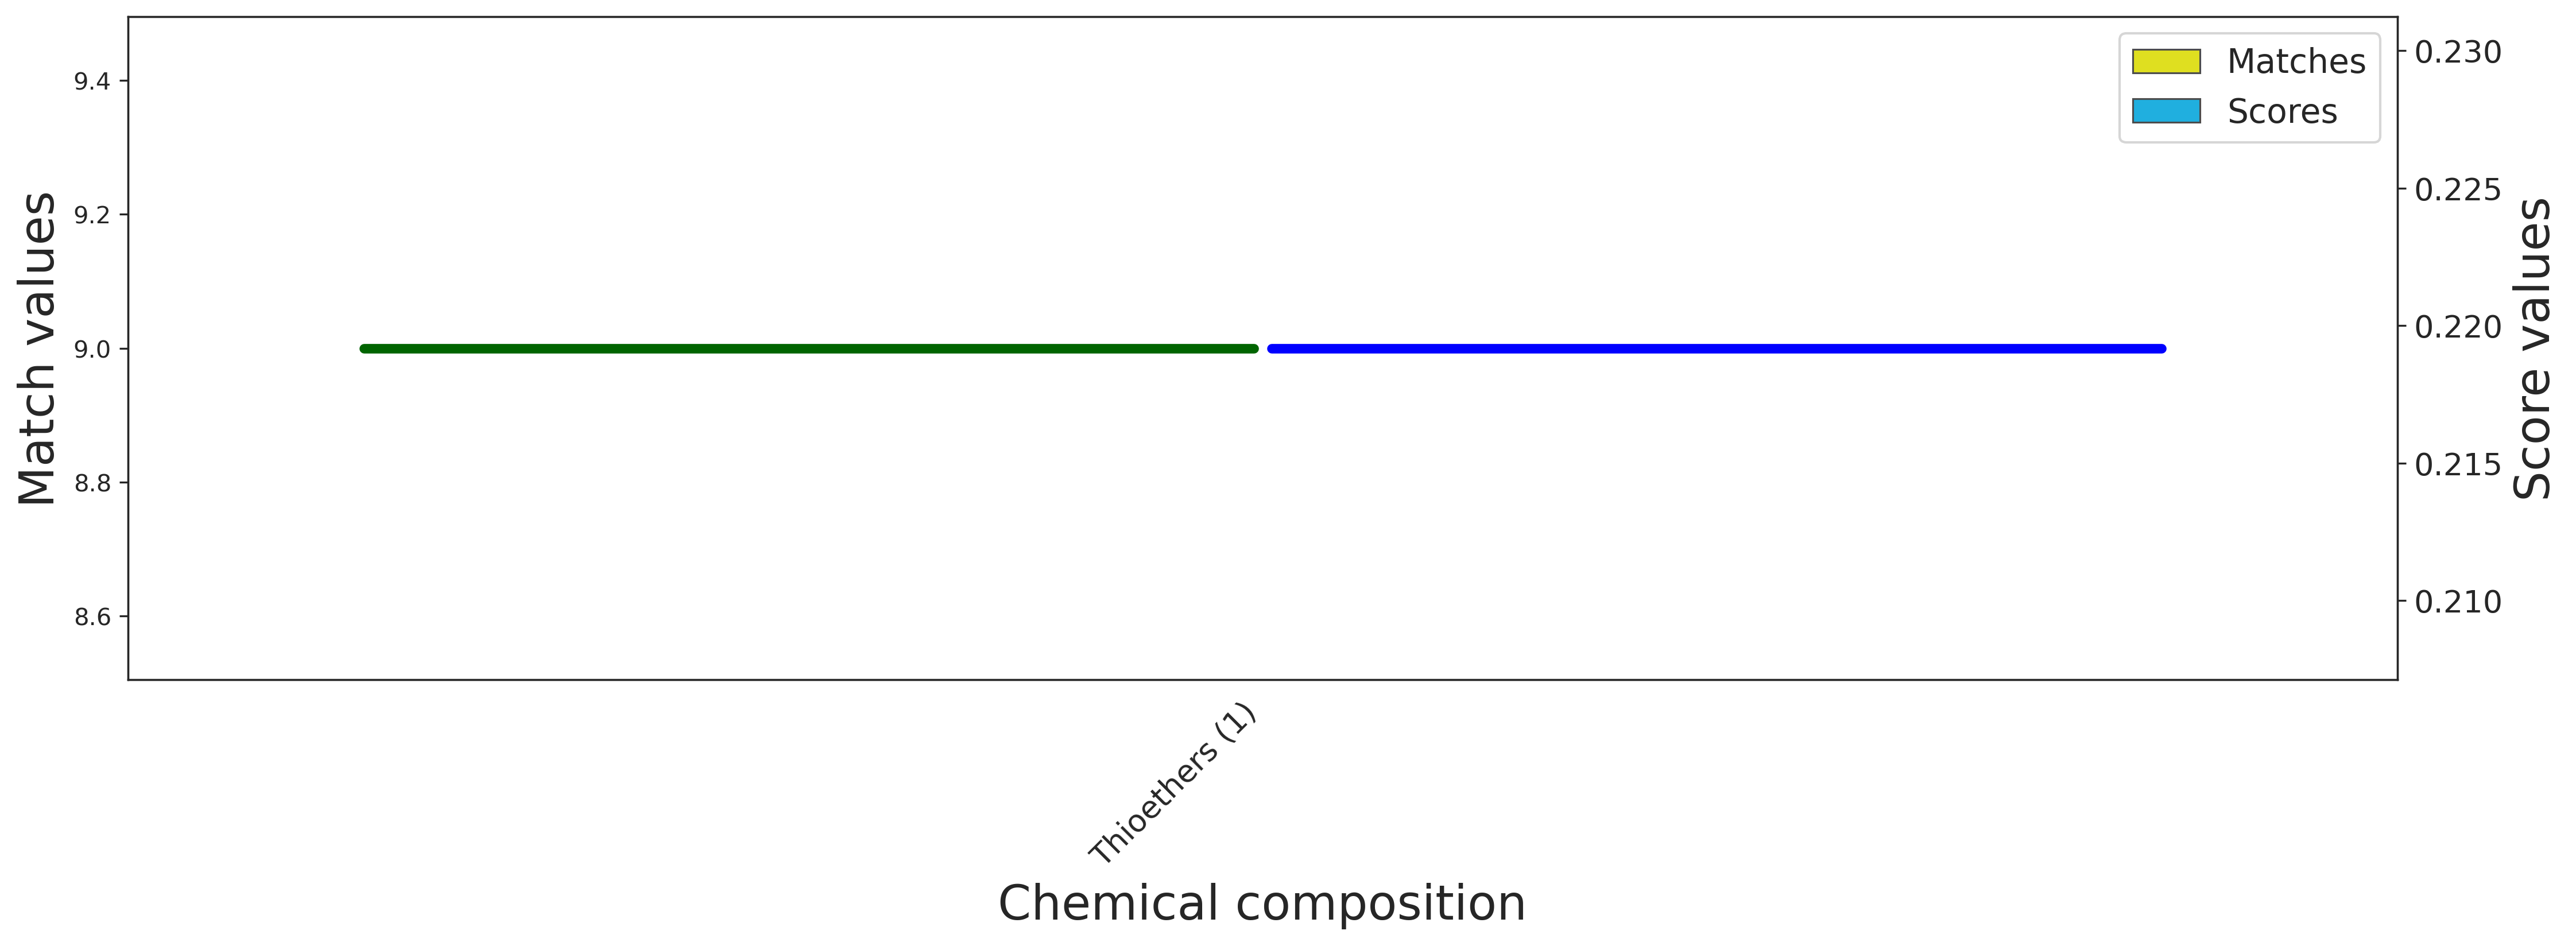 Match values
9.4
9.2
9.0
8.8
8.6
Matches
Scores
0.230
0.225
0.220
0.215
0.210
Score values
Thioethers (1)
Chemical composition